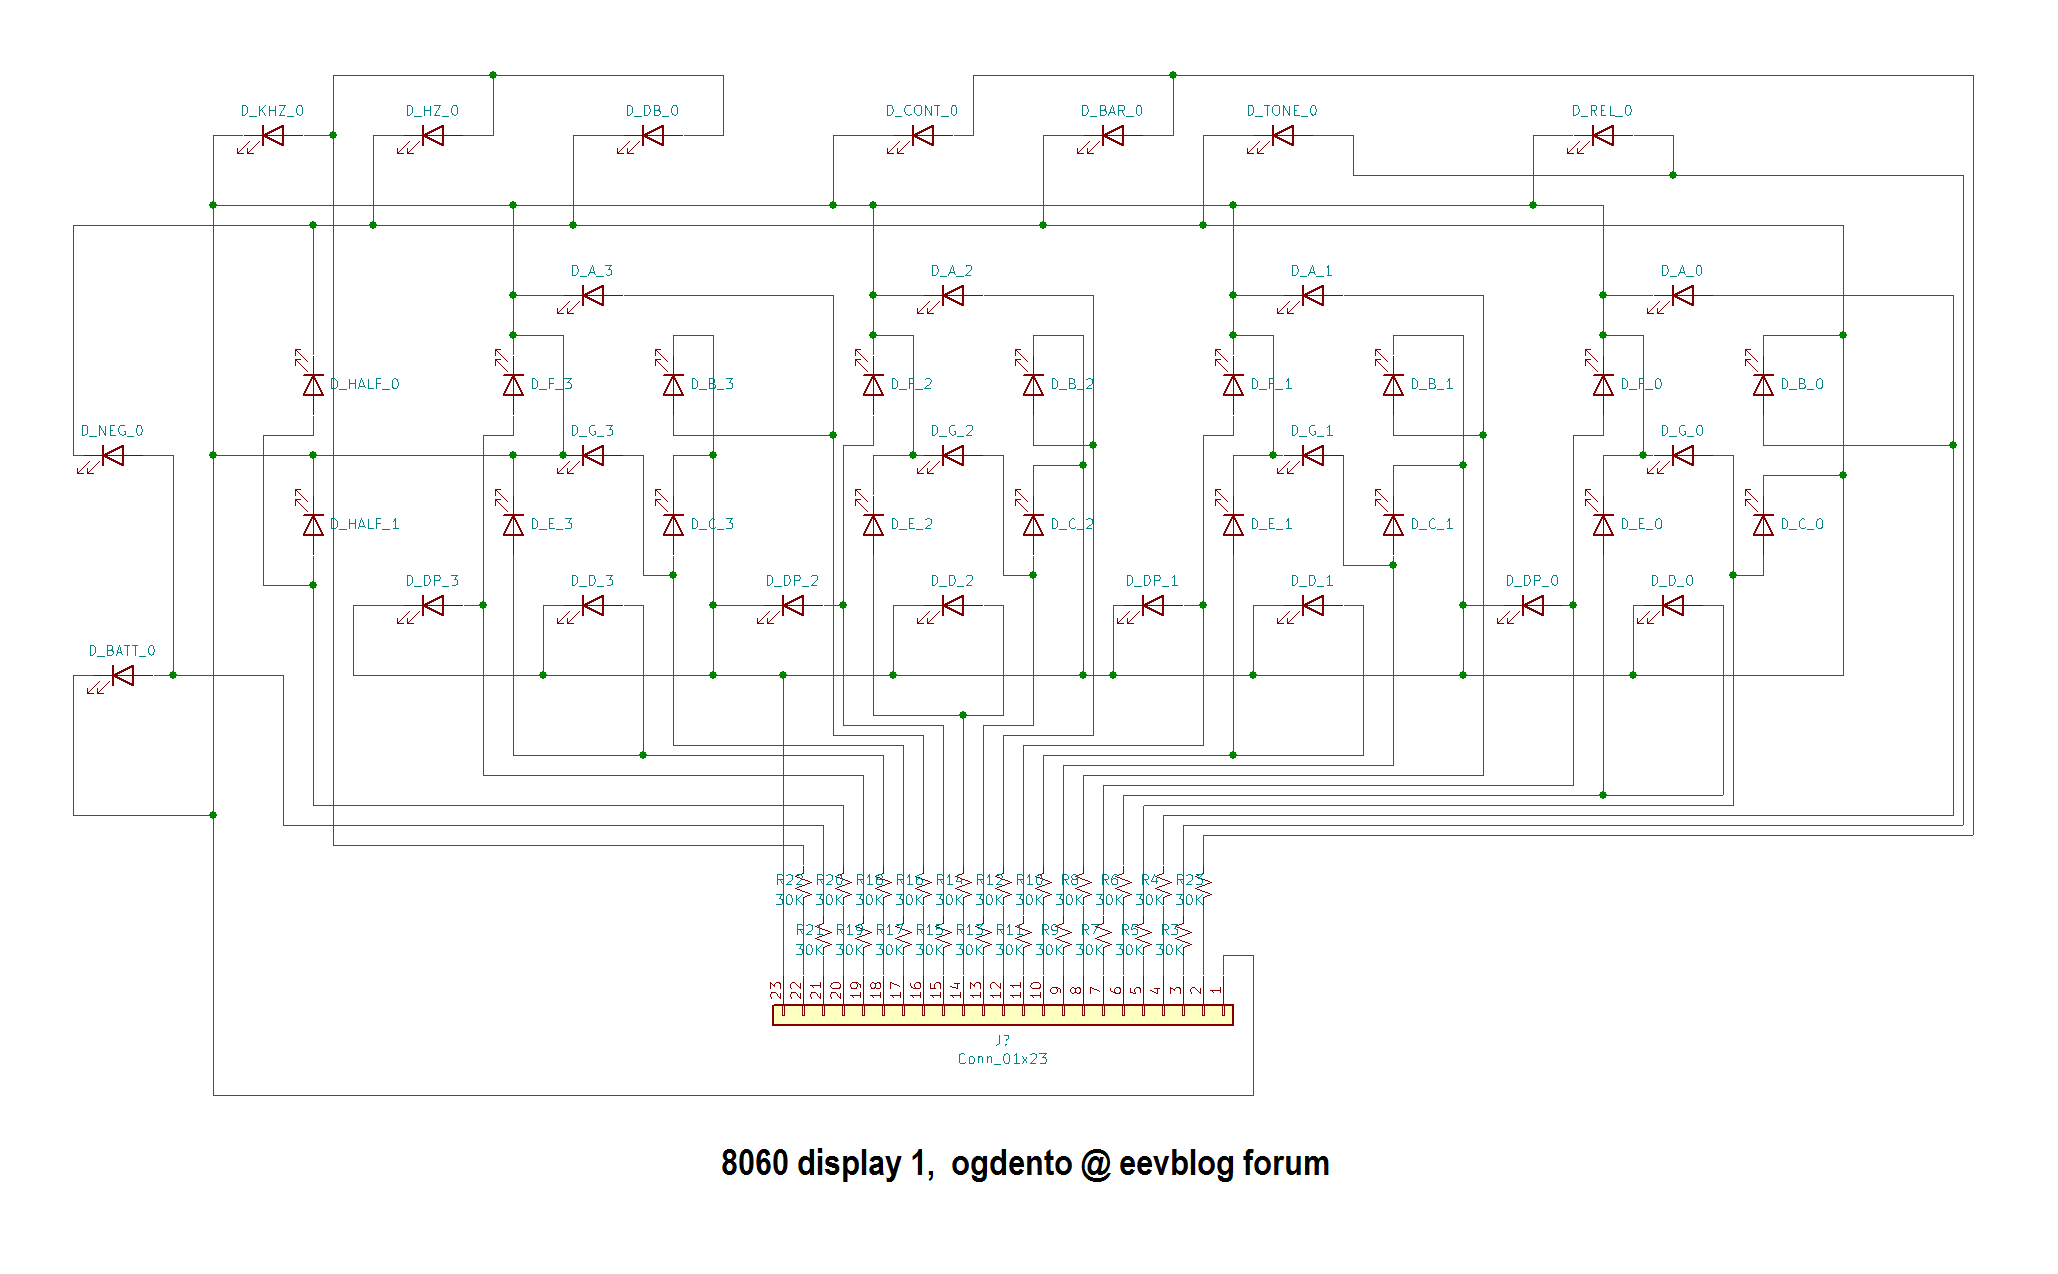 D_KHZ_0 D_HZ_0 D_DB_0 D_CONT_0 D_BAR_0 D_TONE_0 D_REL_0
D_A_3 D_A_2 D_A_1 D_A_0
D_HALF_0 D_F_3 D_B_3 D_F_2 D_B_2 D_F_1 D_B_1 D_F_0 D_B_0
D_NEG_0 D_G_3 D_G_2 D_G_1 D_G_0
D_HALF_1 D_E_3 D_C_3 D_E_2 D_C_2 D_E_1 D_C_1 D_E_0 D_C_0
D_DP_3 D_D_3 D_DP_2 D_D_2 D_DP_1 D_D_1 D_DP_0 D_D_0
D_BATT_0
R22 R20 R18 R16 R14 R12 R10 R8 R6 R4 R23
30K 30K 30K 30K 30K 30K 30K 30K 30K 30K 30K
R21 R19 R17 R15 R13 R11 R9 R7 R5 R3
30K 30K 30K 30K 30K 30K 30K 30K 30K 30K
23 22 21 20 19 18 17 16 15 14 13 12 11 10 9 8 7 6 5 4 3 2 1
J?
Conn_01x23
8060 display 1, ogdento @ eevblog forum